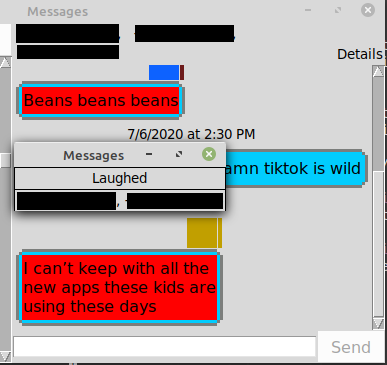 Messages
Details
Beans beans beans
7/6/2020 at 2:30 PM
Messages
amn tiktok is wild
Laughed
I can't keep with all the
new apps these kids are
using these days
Send